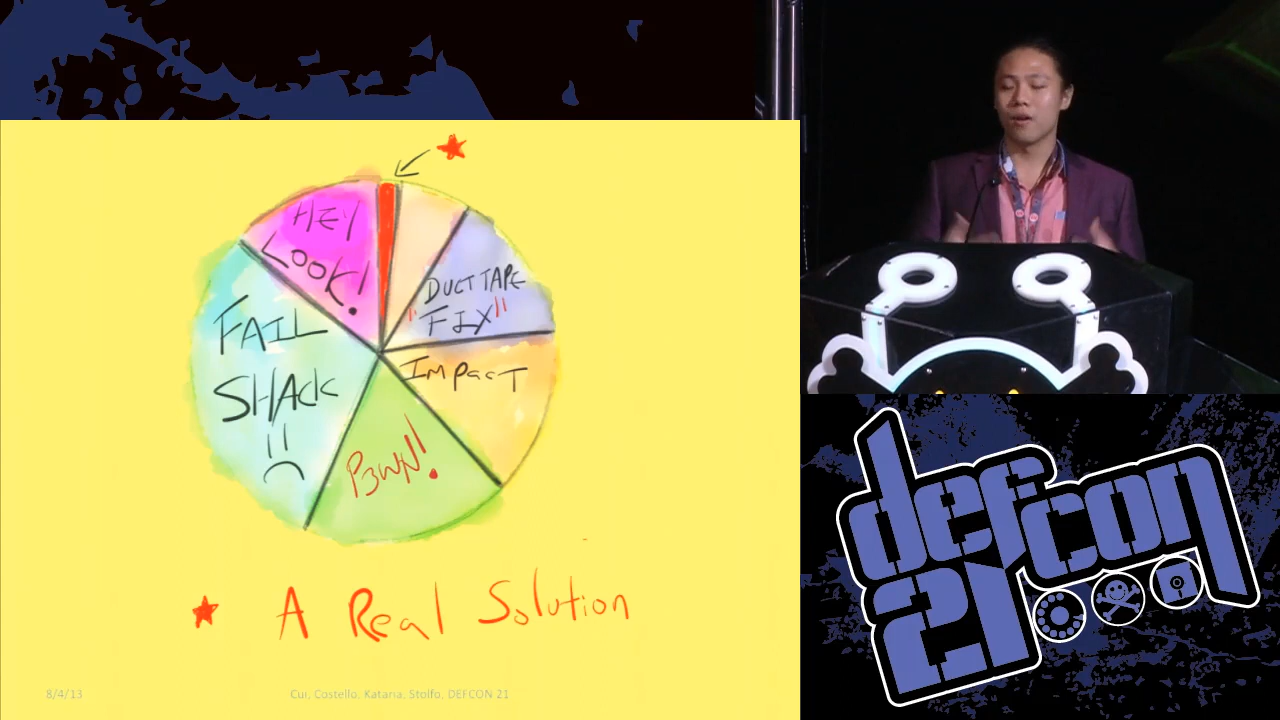 HEY
LOOK!
DUCT TAPE
"FIX"
FAIL
SHACK
IMPACT
P3WN!
A Real Solution
8/4/13
Cui, Costello, Kataria, Stolfo, DEFCON 21
defcon
21